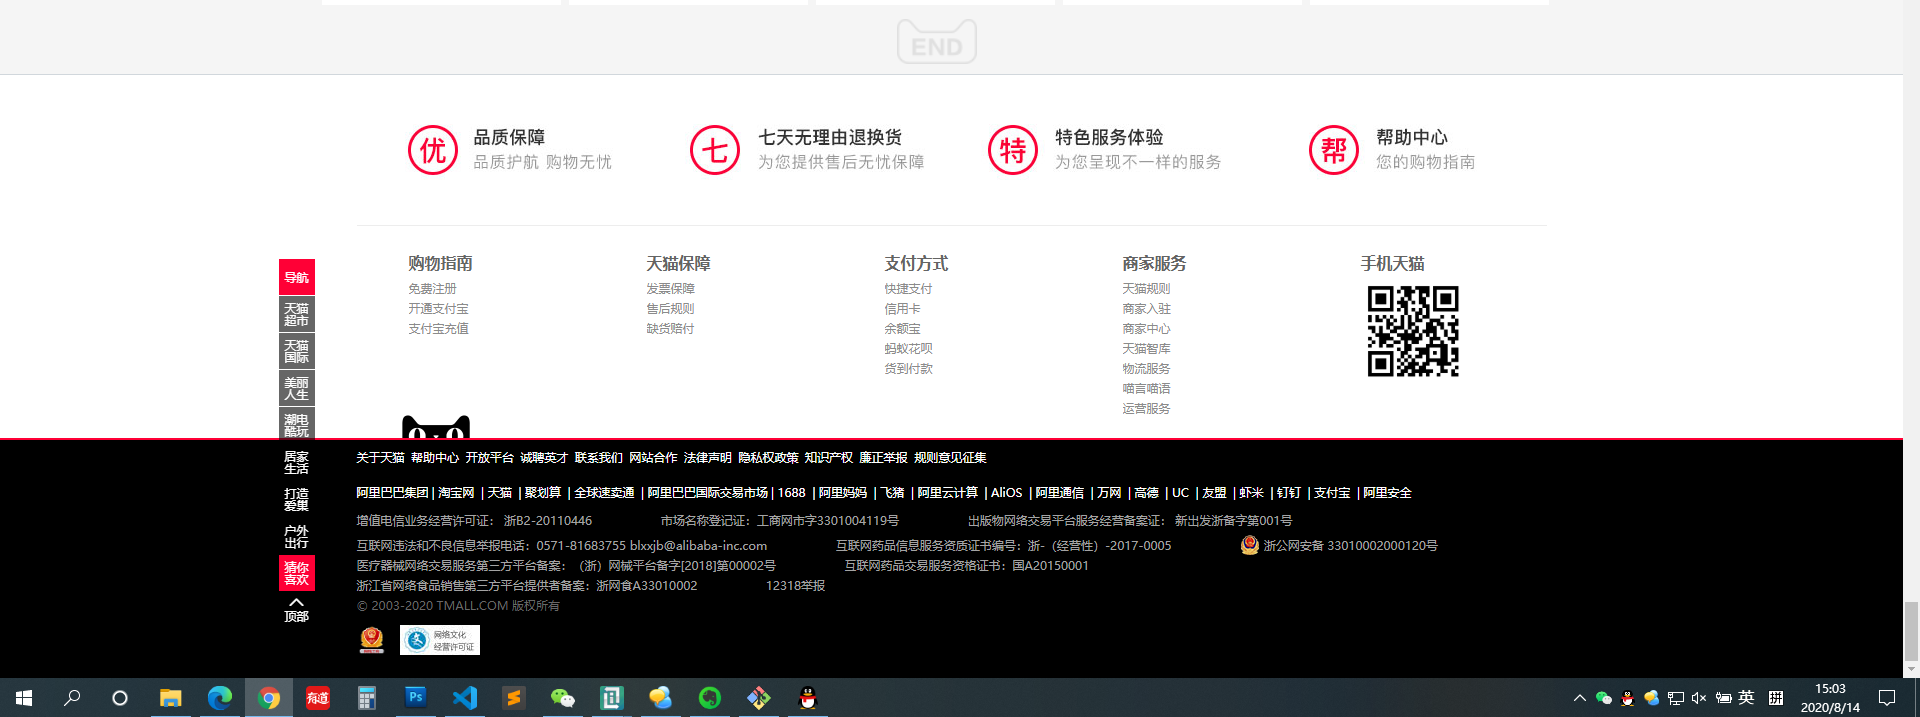 END
优 品质保障
品质护航 购物无忧
七 七天无理由退换货
为您提供售后无忧保障
特 特色服务体验
为您呈现不一样的服务
帮 帮助中心
您的购物指南
购物指南
免费注册
开通支付宝
支付宝充值
天猫保障
发票保障
售后规则
缺货赔付
支付方式
快捷支付
信用卡
余额宝
蚂蚁花呗
货到付款
商家服务
天猫规则
商家入驻
商家中心
天猫智库
物流服务
喵言喵语
运营服务
手机天猫
导航
天猫
超市
天猫
国际
美丽
人生
潮电
酷玩
居家
生活
打造
爱巢
户外
出行
猜你
喜欢
顶部
关于天猫 帮助中心 开放平台 诚聘英才 联系我们 网站合作 法律声明 隐私权政策 知识产权 廉正举报 规则意见征集
阿里巴巴集团 | 淘宝网 | 天猫 | 聚划算 | 全球速卖通 | 阿里巴巴国际交易市场 | 1688 | 阿里妈妈 | 飞猪 | 阿里云计算 | AliOS | 阿里通信 | 万网 | 高德 | UC | 友盟 | 虾米 | 钉钉 | 支付宝 | 阿里安全
增值电信业务经营许可证： 浙B2-20110446 市场名称登记证：工商网市字3301004119号 出版物网络交易平台服务经营备案证： 新出发浙备字第001号
互联网违法和不良信息举报电话：0571-81683755 blxxjb@alibaba-inc.com 互联网药品信息服务资质证书编号：浙-（经营性）-2017-0005 浙公网安备 33010002000120号
医疗器械网络交易服务第三方平台备案：（浙）网械平台备字[2018]第00002号 互联网药品交易服务资格证书：国A20150001
浙江省网络食品销售第三方平台提供者备案：浙网食A33010002 12318举报
© 2003-2020 TMALL.COM 版权所有
网络文化
经营许可证
有道
Ps
英
拼
15:03
2020/8/14